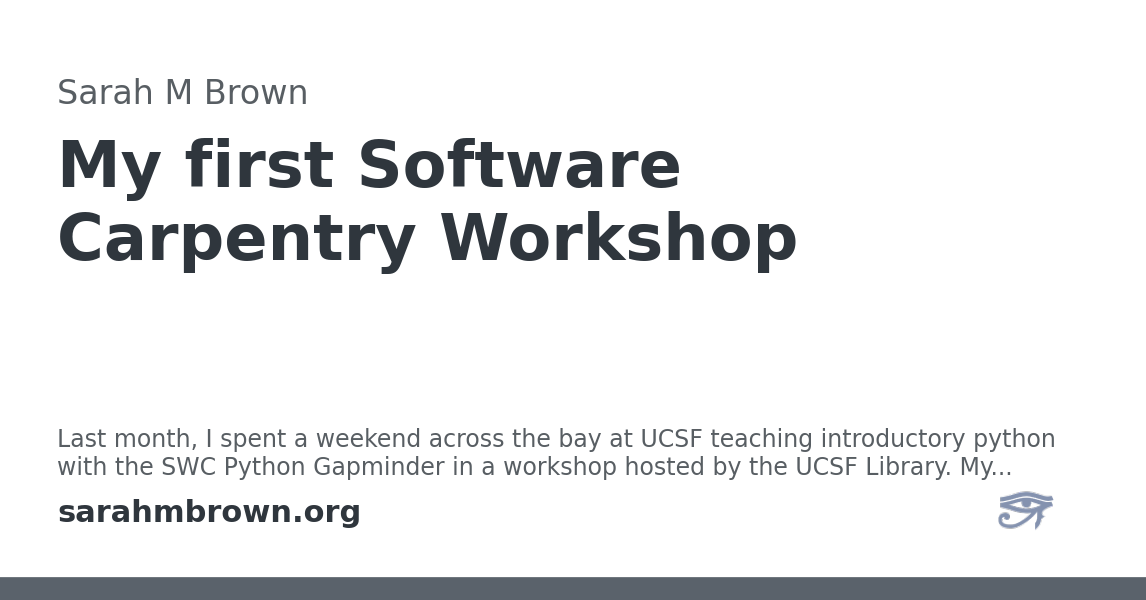 Sarah M Brown
My first Software
Carpentry Workshop
Last month, I spent a weekend across the bay at UCSF teaching introductory python
with the SWC Python Gapminder in a workshop hosted by the UCSF Library. My...
sarahmbrown.org